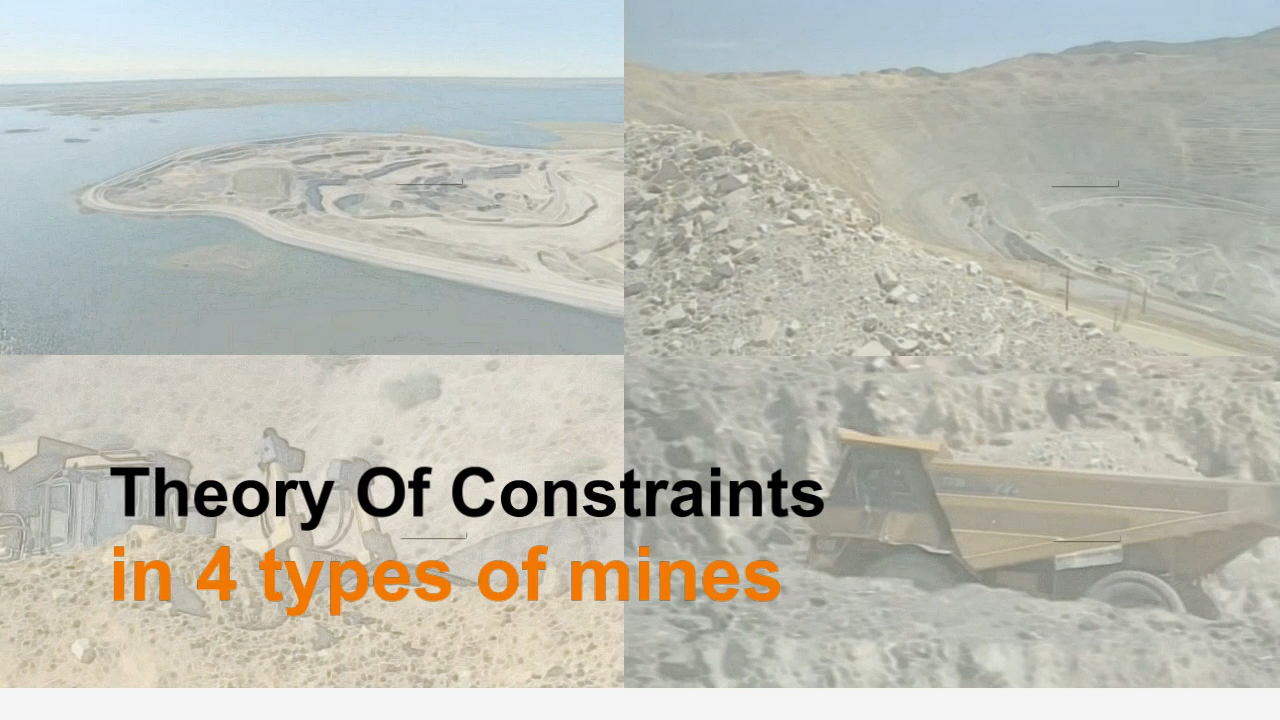 Theory Of Constraints
in 4 types of mines